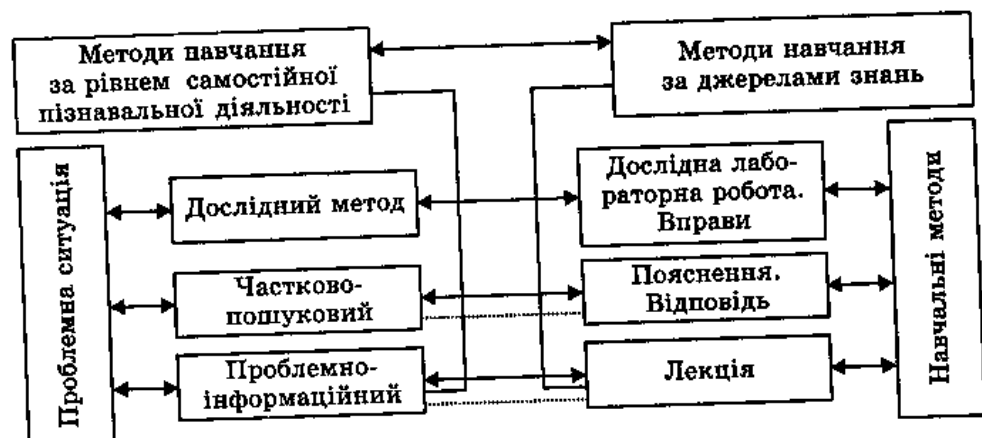 Методи навчання
за рівнем самостійної
пізнавальної діяльності
Методи навчання
за джерелами знань
Проблемна ситуація
Дослідний метод
Дослідна лабо-
раторна робота.
Вправи
Навчальні методи
Частково-
пошуковий
Пояснення.
Відповідь
Проблемно-
інформаційний
Лекція